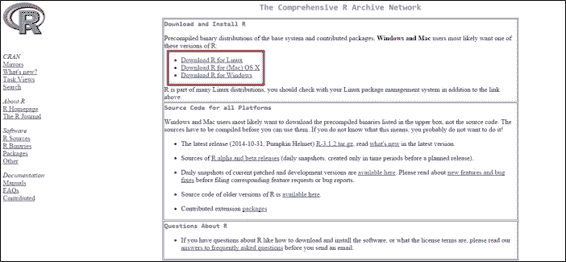 The Comprehensive R Archive Network
R
CRAN
Mirrors
What's new?
Task Views
Search
About R
R Homepage
The R Journal
Software
R Sources
R Binaries
Packages
Other
Documentation
Manuals
FAQs
Contributed
Download and Install R
Precompiled binary distributions of the base system and contributed packages, Windows and Mac users most likely want one
of these versions of R:
• Download R for Linux
• Download R for (Mac) OS X
• Download R for Windows
R is part of many Linux distributions, you should check with your Linux package management system in addition to the link
above.
Source Code for all Platforms
Windows and Mac users most likely want to download the precompiled binaries listed in the upper box, not the source code. The
sources have to be compiled before you can use them. If you do not know what this means, you probably do not want to do it!
• The latest release (2014-10-31, Pumpkin Helmet) R-3.1.2.tar.gz, read what's new in the latest version.
• Sources of R alpha and beta releases (daily snapshots, created only in time periods before a planned release).
• Daily snapshots of current patched and development versions are available here. Please read about new features and bug
fixes before filing corresponding feature requests or bug reports.
• Source code of older versions of R is available here.
• Contributed extension packages
Questions About R
• If you have questions about R like how to download and install the software, or what the license terms are, please read our
answers to frequently asked questions before you send an email.